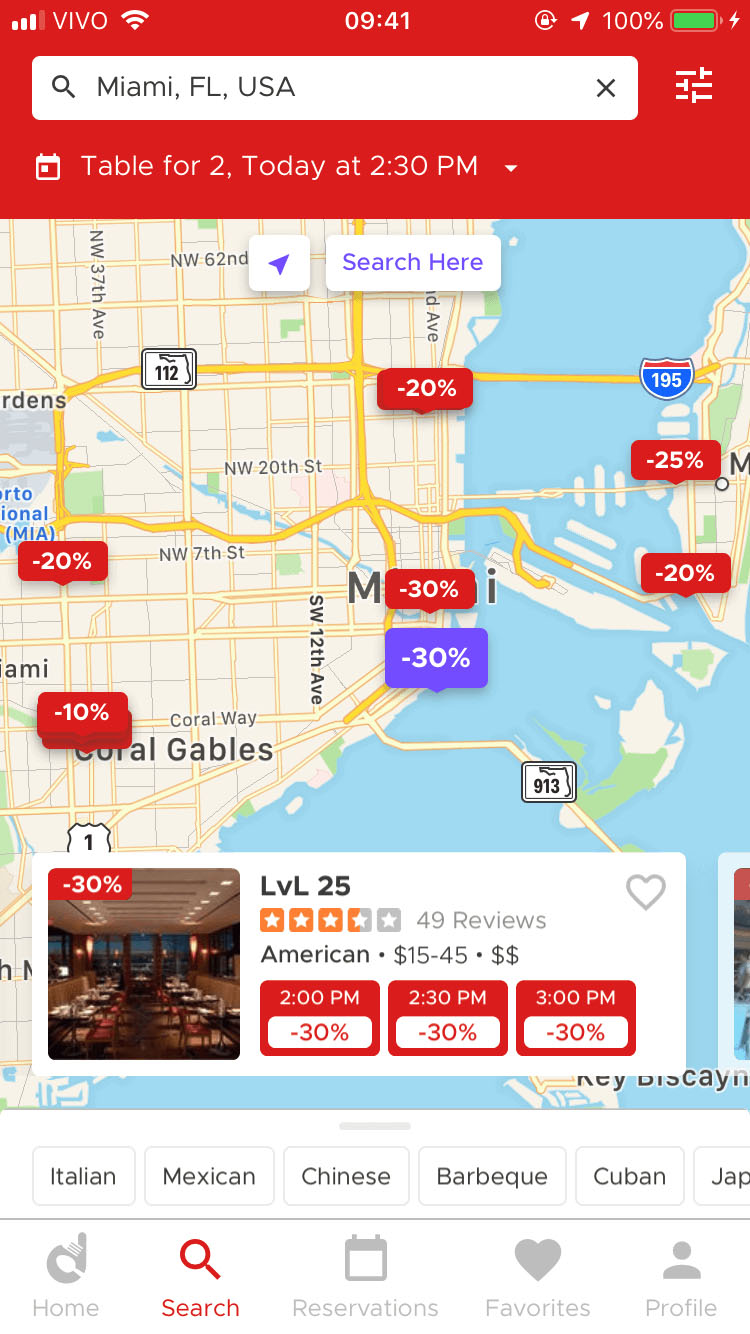 VIVO 09:41 100%
Miami, FL, USA
Table for 2, Today at 2:30 PM
NW 37th Ave
NW 62nd
Search Here
nd Ave
112
195
rdens
-20%
-25%
M
NW 20th St
orto
ional
(MIA)
-20%
NW 7th St
-20%
M -30% i
SW 12th Ave
-30%
iami
-10%
Coral Way
Coral Gables
913
1
-30%
LvL 25
49 Reviews
American • $15-45 • $$
2:00 PM 2:30 PM 3:00 PM
-30% -30% -30%
h M
Key Biscayn
Italian Mexican Chinese Barbeque Cuban Jap
Home Search Reservations Favorites Profile